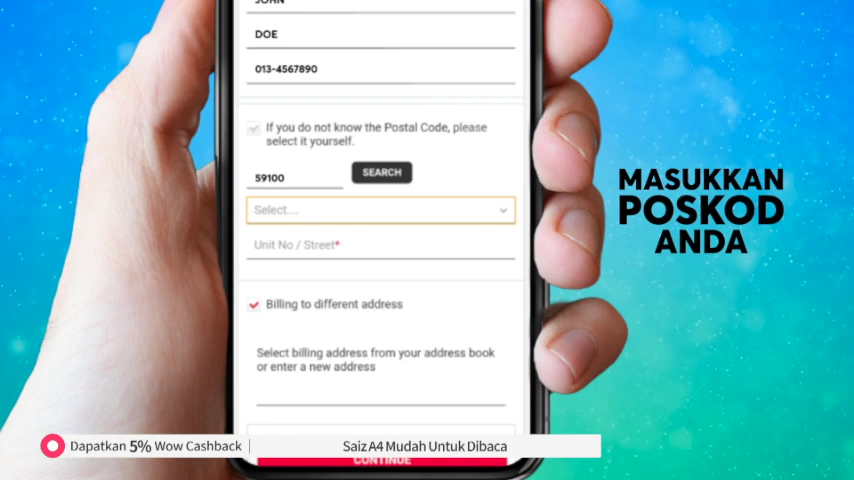 JOHN
DOE
013-4567890
If you do not know the Postal Code, please
select it yourself.
59100
SEARCH
Select....
Unit No / Street*
Billing to different address
Select billing address from your address book
or enter a new address
CONTINUE
MASUKKAN
POSKOD
ANDA
Dapatkan 5% Wow Cashback
Saiz A4 Mudah Untuk Dibaca